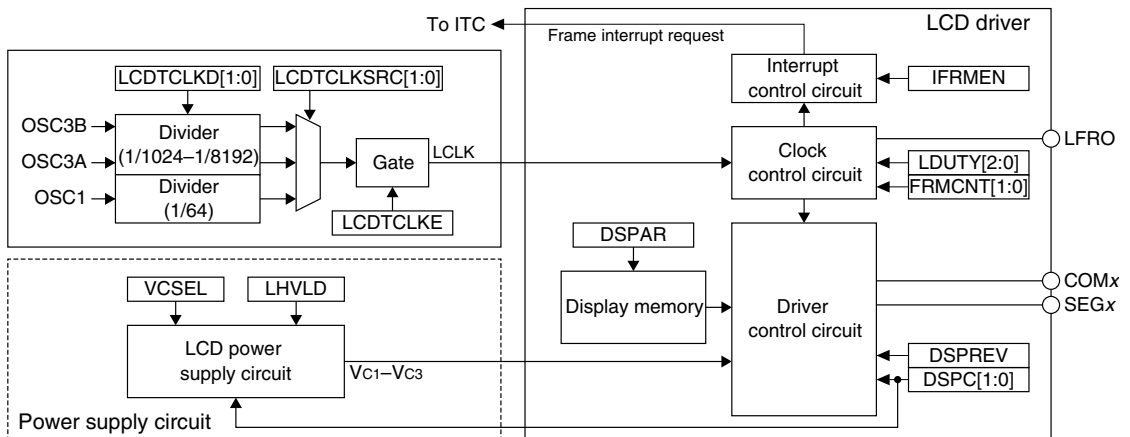 To ITC
Frame interrupt request
LCD driver
LCDTCLKD[1:0]
LCDTCLKSRC[1:0]
Interrupt
control circuit
IFRMEN
OSC3B
OSC3A
OSC1
Divider
(1/1024–1/8192)
Divider
(1/64)
Gate
LCLK
LCDTCLKE
Clock
control circuit
LFRO
LDUTY[2:0]
FRMCNT[1:0]
DSPAR
Display memory
Driver
control circuit
COMx
SEGx
DSPREV
DSPC[1:0]
VCSEL
LHVLD
LCD power
supply circuit
VC1–VC3
Power supply circuit